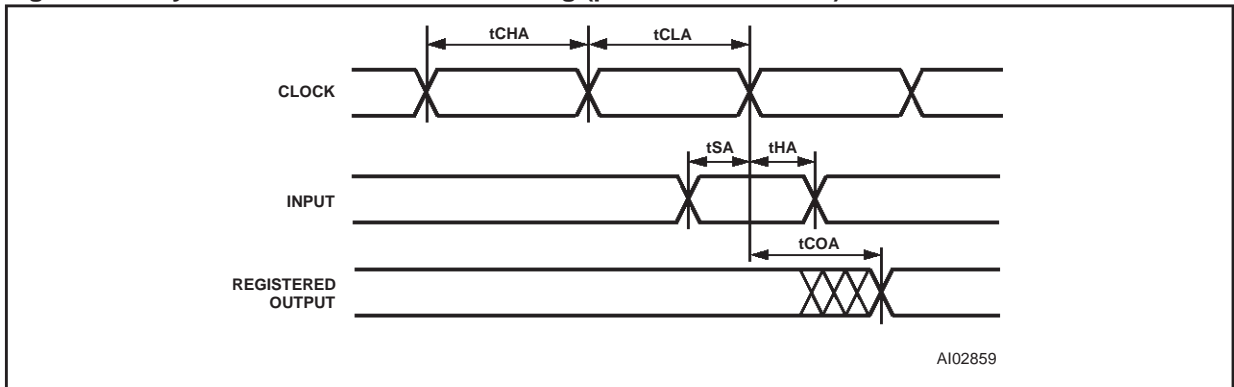 tCHA
tCLA
CLOCK
tSA
tHA
INPUT
tCOA
REGISTERED
OUTPUT
AI02859